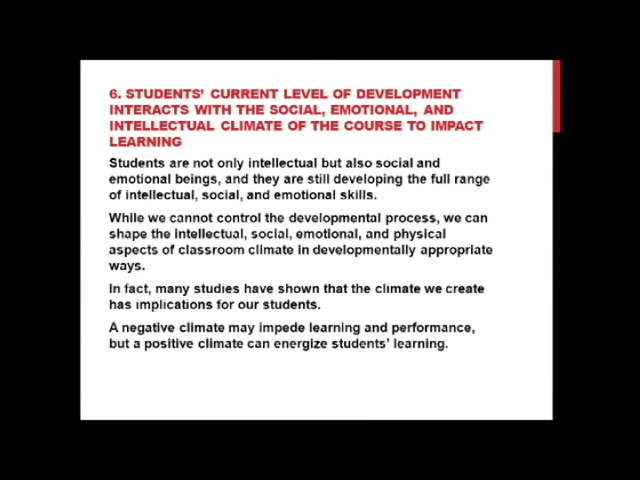 6. STUDENTS' CURRENT LEVEL OF DEVELOPMENT
INTERACTS WITH THE SOCIAL, EMOTIONAL, AND
INTELLECTUAL CLIMATE OF THE COURSE TO IMPACT
LEARNING
Students are not only intellectual but also social and
emotional beings, and they are still developing the full range
of intellectual, social, and emotional skills.
While we cannot control the developmental process, we can
shape the intellectual, social, emotional, and physical
aspects of classroom climate in developmentally appropriate
ways.
In fact, many studies have shown that the climate we create
has implications for our students.
A negative climate may impede learning and performance,
but a positive climate can energize students' learning.